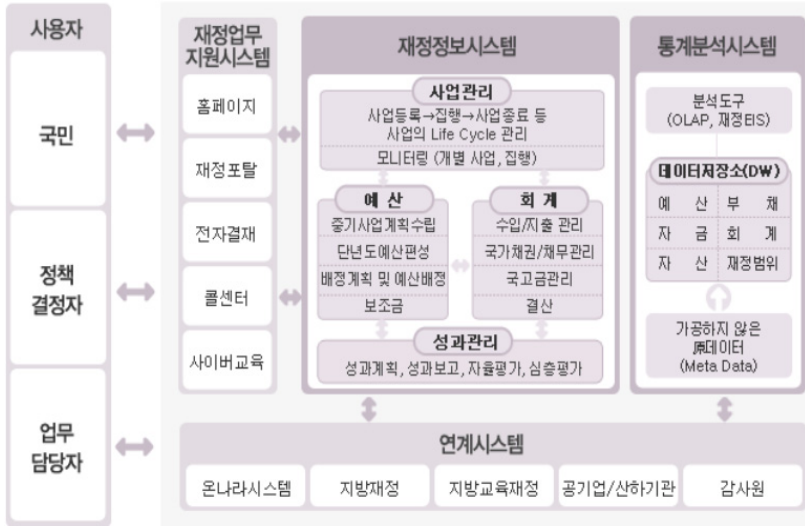 사용자
국민
정책
결정자
업무
담당자
재정업무
지원시스템
홈페이지
재정포탈
전자결재
콜센터
사이버교육
재정정보시스템
사업관리
사업등록→집행→사업종료 등
사업의 Life Cycle 관리
모니터링 (개별 사업, 집행)
예 산
중기사업계획수립
단년도예산편성
배정계획 및 예산배정
보조금
회 계
수입/지출 관리
국가채권/채무관리
국고금관리
결산
성과관리
성과계획, 성과보고, 자율평가, 심층평가
통계분석시스템
분석도구
(OLAP, 재정EIS)
데이터저장소(DW)
예 산 부 채
자 금 회 계
자 산 재정범위
가공하지 않은
原데이터
(Meta Data)
연계시스템
온나라시스템
지방재정
지방교육재정
공기업/산하기관
감사원